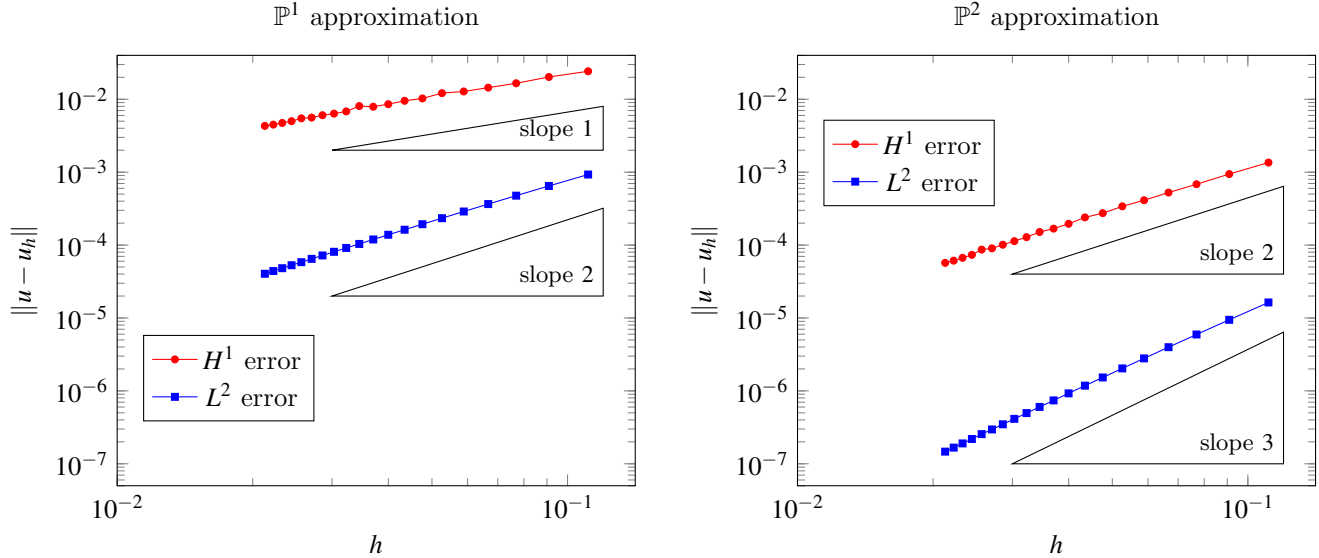 ℙ¹ approximation
10⁻²
10⁻³
10⁻⁴
10⁻⁵
10⁻⁶
10⁻⁷
‖u − u_h‖
slope 1
slope 2
H¹ error
L² error
10⁻²
10⁻¹
h
ℙ² approximation
10⁻²
10⁻³
10⁻⁴
10⁻⁵
10⁻⁶
10⁻⁷
‖u − u_h‖
H¹ error
L² error
slope 2
slope 3
10⁻²
10⁻¹
h